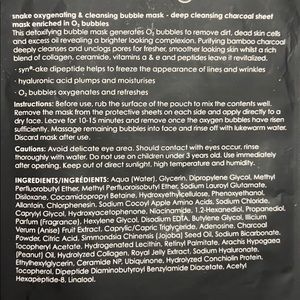 snake oxygenating & cleansing bubble mask - deep cleansing charcoal sheet
mask enriched in O₂ bubbles
This detoxifying bubble mask generates O₂ bubbles to remove dirt, dead skin cells
and excess oil revealing a brighter looking complexion. Purifying bamboo charcoal
deeply cleanses and unclogs pores for fresher, smoother looking skin whilst a
blend of collagen, ceramide, vitamins a & e and peptides leave it revitalized.
· syn®-ake dipeptide helps to freeze the appearance of lines and wrinkles
· hyaluronic acid plumps and moisturises
· O₂ bubbles oxygenates and refreshes
Instructions: Before use, rub the surface of the pouch to mix the contents well.
Remove the mask from the protective sheets on each side and apply directly to a
dry face. Leave for 10-15 minutes and remove once the oxygen bubbles have risen
sufficiently. Massage remaining bubbles into face and rinse off with lukewarm water.
Discard mask after use.
Cautions: Avoid delicate eye area. Should contact with eyes occur, rinse
thoroughly with water. Do not use on children under 3 years old. Use immediately
after opening. Keep out of direct sunlight, high temperature and humidity.
INGREDIENTS/INGRÉDIENTS: Aqua (Water), Glycerin, Dipropylene Glycol, Methyl
Perfluorobutyl Ether, Methyl Perfluoroisobutyl Ether, Sodium Lauroyl Glutamate,
Disiloxane, Cocamidopropyl Betaine, Hydroxyethylcellulose, Phenoxyethanol,
Allantoin, Chlorphenesin, Sodium Cocoyl Apple Amino Acids, Sodium Chloride,
Caprylyl Glycol, Hydroxyacetophenone, Niacinamide, 1,2-Hexanediol, Propanediol,
Parfum (Fragrance), Hexylene Glycol, Disodium EDTA, Butylene Glycol, Illicium
Verum (Anise) Fruit Extract, Caprylic/Capric Triglyceride, Adenosine, Charcoal
Powder, Citric Acid, Simmondsia Chinensis (Jojoba) Seed Oil, Sodium Bicarbonate,
Tocopheryl Acetate, Hydrogenated Lecithin, Retinyl Palmitate, Arachis Hypogaea
(Peanut) Oil, Hydrolyzed Collagen, Royal Jelly Extract, Sodium Hyaluronate,
Ethylhexylglycerin, Ceramide NP, Ubiquinone, Hydrolyzed Conchiolin Protein,
Tocopherol, Dipeptide Diaminobutyroyl Benzylamide Diacetate, Acetyl
Hexapeptide-8, Linalool.